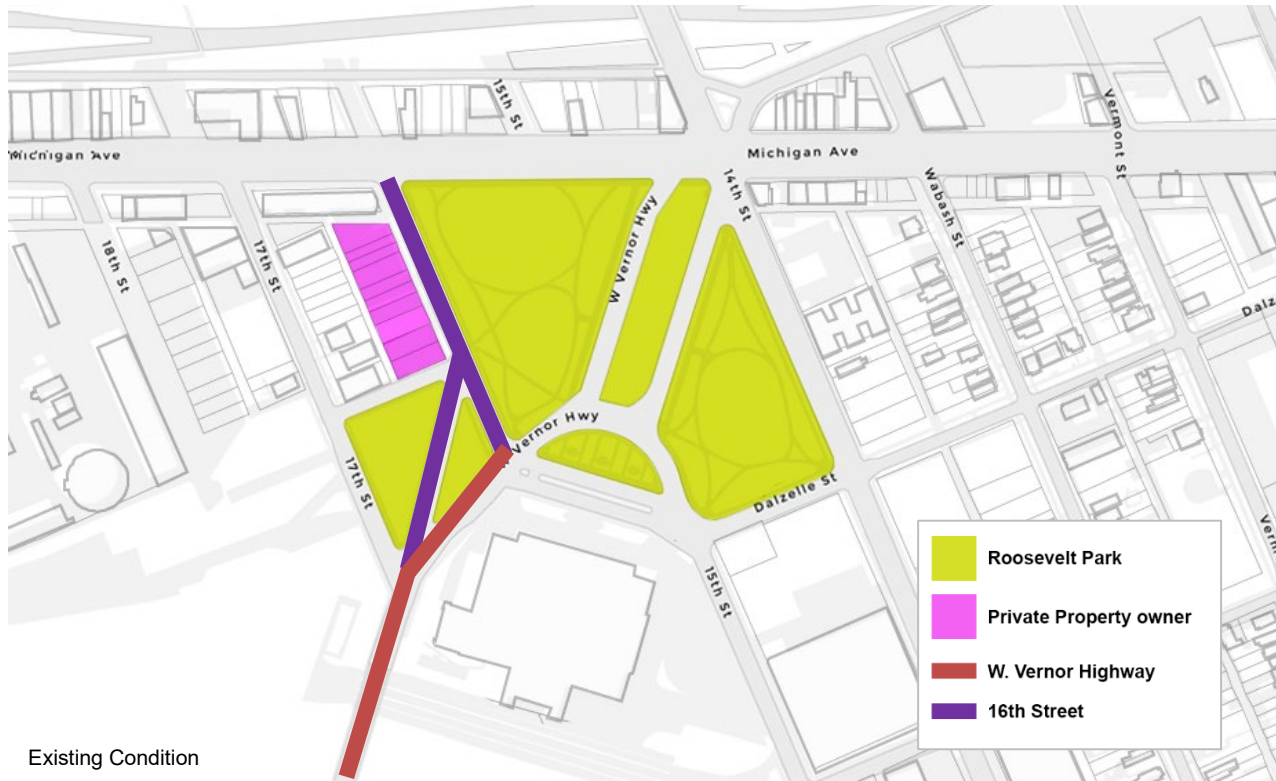 15th St
Michigan Ave
Michigan Ave
Vermont St
14th St
Wabash St
W Vernor Hwy
18th St
17th St
Vernor Hwy
17th St
Dalzelle St
15th St
Roosevelt Park
Private Property owner
W. Vernor Highway
16th Street
Existing Condition